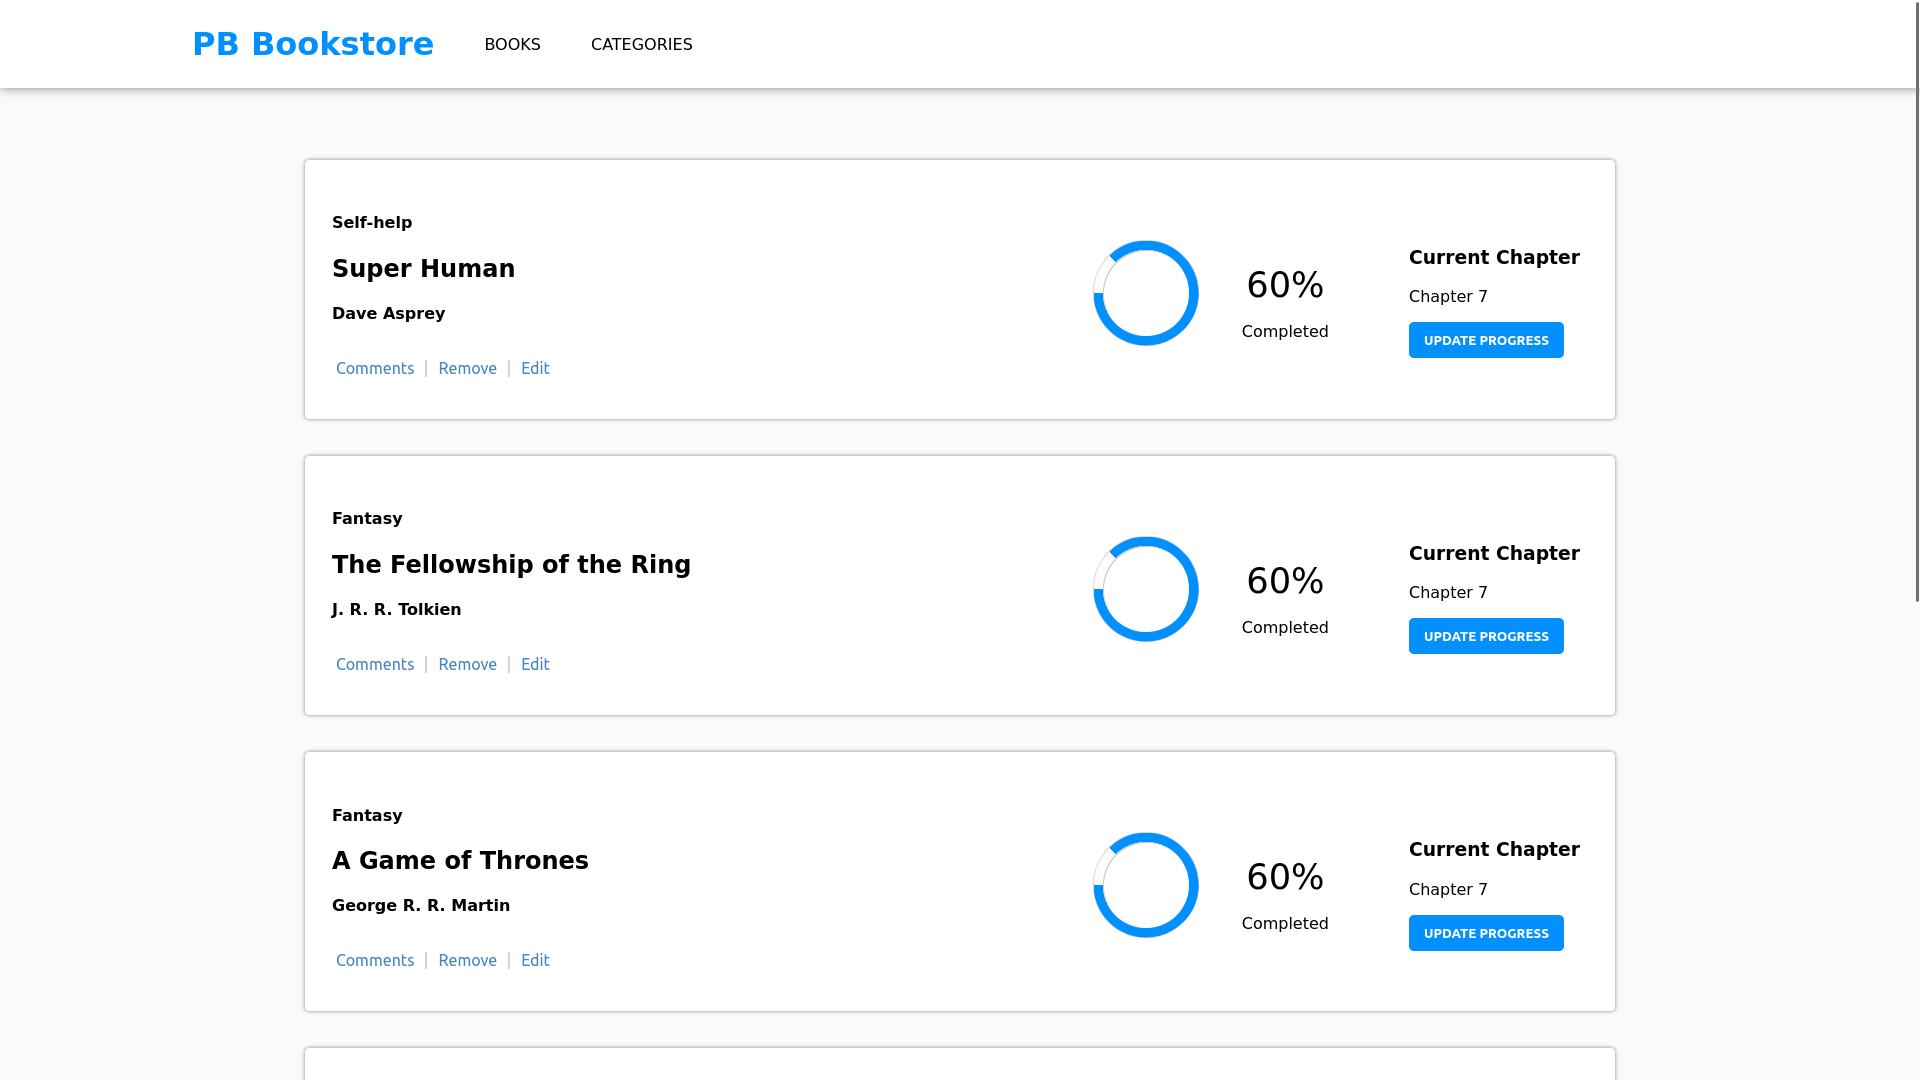 PB Bookstore
BOOKS
CATEGORIES
Self-help
Super Human
Dave Asprey
Comments
Remove
Edit
60%
Completed
Current Chapter
Chapter 7
UPDATE PROGRESS
Fantasy
The Fellowship of the Ring
J. R. R. Tolkien
Comments
Remove
Edit
60%
Completed
Current Chapter
Chapter 7
UPDATE PROGRESS
Fantasy
A Game of Thrones
George R. R. Martin
Comments
Remove
Edit
60%
Completed
Current Chapter
Chapter 7
UPDATE PROGRESS